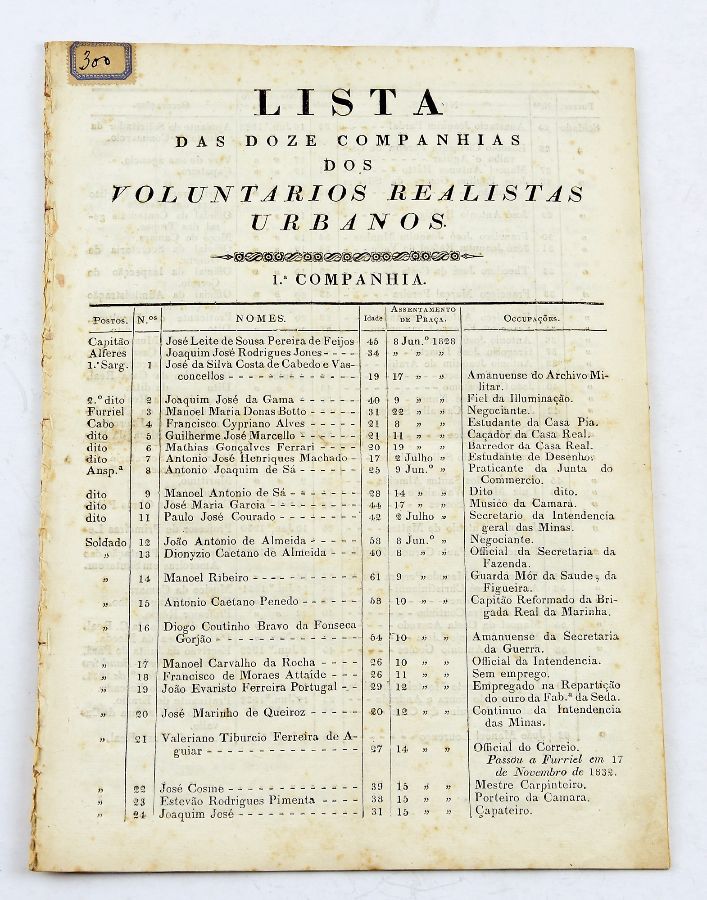 300
LISTA
DAS DOZE COMPANHIAS
DOS
VOLUNTARIOS REALISTAS
URBANOS.
1.ª COMPANHIA.
POSTOS. N.os NOMES. Idade ASSENTAMENTO DE PRAÇA. OCCUPAÇÕES.
Capitão José Leite de Sousa Pereira de Feijos 45 8 Jun.º 1828
Alferes Joaquim José Rodrigues Jones - - - - 34 „ „ „
1.º Sarg. 1 José da Silva Costa de Cabedo e Vas-
concellos - - - - - - - - - - - - 19 17 „ „ Amanuense do Archivo Mi-
litar.
2.º dito 2 Joaquim José da Gama - - - - - - 40 9 „ „ Fiel da Illuminação.
Furriel 3 Manoel Maria Donas Botto - - - - - 31 22 „ „ Negociante.
Cabo 4 Francisco Cypriano Alves - - - - - 21 8 „ „ Estudante da Casa Pia.
dito 5 Guilherme José Marcello - - - - - - 21 11 „ „ Caçador da Casa Real.
dito 6 Mathias Gonçalves Ferrari - - - - - 20 19 „ „ Barredor da Casa Real.
dito 7 Antonio José Henriques Machado - - 17 2 Julho „ Estudante de Desenho.
Ansp.ª 8 Antonio Joaquim de Sá - - - - - - 25 9 Jun.º „ Praticante da Junta do
Commercio.
dito 9 Manoel Antonio de Sá - - - - - - - 28 14 „ „ Dito dito.
dito 10 José Maria Garcia - - - - - - - - 44 17 „ „ Musico da Camara.
dito 11 Paulo José Courado - - - - - - - - 42 2 Julho „ Secretario da Intendencia
geral das Minas.
Soldado 12 João Antonio de Almeida - - - - - 58 8 Jun.º „ Negociante.
„ 13 Dionyzio Caetano de Almeida - - - 40 8 „ „ Official da Secretaria da
Fazenda.
„ 14 Manoel Ribeiro - - - - - - - - - - 61 9 „ „ Guarda Mór da Saude, da
Figueira.
„ 15 Antonio Caetano Penedo - - - - - - 58 10 „ „ Capitão Reformado da Bri-
gada Real da Marinha.
„ 16 Diogo Coutinho Bravo da Fonseca
Gorjão - - - - - - - - - - - - - 54 10 „ „ Amanuense da Secretaria
da Guerra.
„ 17 Manoel Carvalho da Rocha - - - - 26 10 „ „ Official da Intendencia.
„ 18 Francisco de Moraes Attaide - - - - 26 11 „ „ Sem emprego.
„ 19 João Evaristo Ferreira Portugal - - 29 12 „ „ Empregado na Repartição
do ouro da Fab.ª da Seda.
„ 20 José Marinho de Queiroz - - - - - 20 12 „ „ Continuo da Intendencia
das Minas.
„ 21 Valeriano Tiburcio Ferreira de A-
guiar - - - - - - - - - - - - - - 27 14 „ „ Official do Correio.
Passou a Furriel em 17
de Novembro de 1832.
„ 22 José Cosme - - - - - - - - - - - - 39 15 „ „ Mestre Carpinteiro.
„ 23 Estevão Rodrigues Pimenta - - - - 38 15 „ „ Porteiro da Camara.
„ 24 Joaquim José - - - - - - - - - - - 31 15 „ „ Çapateiro.